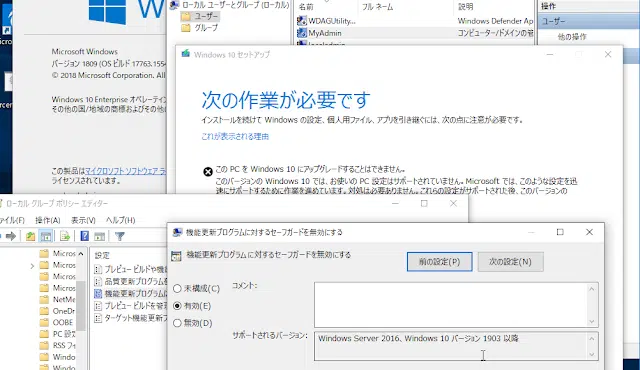 WINDOW
ローカル ユーザーとグループ (ローカル)
ユーザー
グループ
名前
フル ネーム
説明
操作
WDAGUtility...
Windows Defender Ap
MyAdmin
コンピューター/ドメインの管
ユーザー
他の操作
Microsoft Windows
バージョン 1809 (OS ビルド 17763.155
© 2018 Microsoft Corporation. All
Windows 10 Enterprise オペレーティ
その他の国/地域の商標およびその他の
この製品はマイクロソフト ソフトウェア ラ
ライセンスされています。
Windows 10 セットアップ
次の作業が必要です
インストールを続けて Windows の設定、個人用ファイル、アプリを引き継ぐには、次の点に注意が必要です。
これが表示される理由
この PC を Windows 10 にアップグレードすることはできません。
このバージョンの Windows 10 では、お使いの PC 設定はサポートされていません。Microsoft では、このような設定を迅
速にサポートするために作業を進めています。対処は必要ありません。これらの設定がサポートされた後、このバージョンの
ローカル グループ ポリシー エディター
ファイル(F) 操作(A) 表示(V) ヘルプ(H)
Micros
Micros
Micros
Micros
NetMe
OneDr
OOBE
PC
RSS フィ
Windo
Windo
設定
プレビュー ビルドや機能
品質更新プログラムを
機能更新プログラムに
プレビュー ビルドを管理
ターゲット機能更新プ
機能更新プログラムに対するセーフガードを無効にする
機能更新プログラムに対するセーフガードを無効にする
前の設定(P)
次の設定(N)
未構成(C)
有効(E)
無効(D)
コメント:
サポートされるバージョン:
Windows Server 2016、Windows 10 バージョン 1903 以降